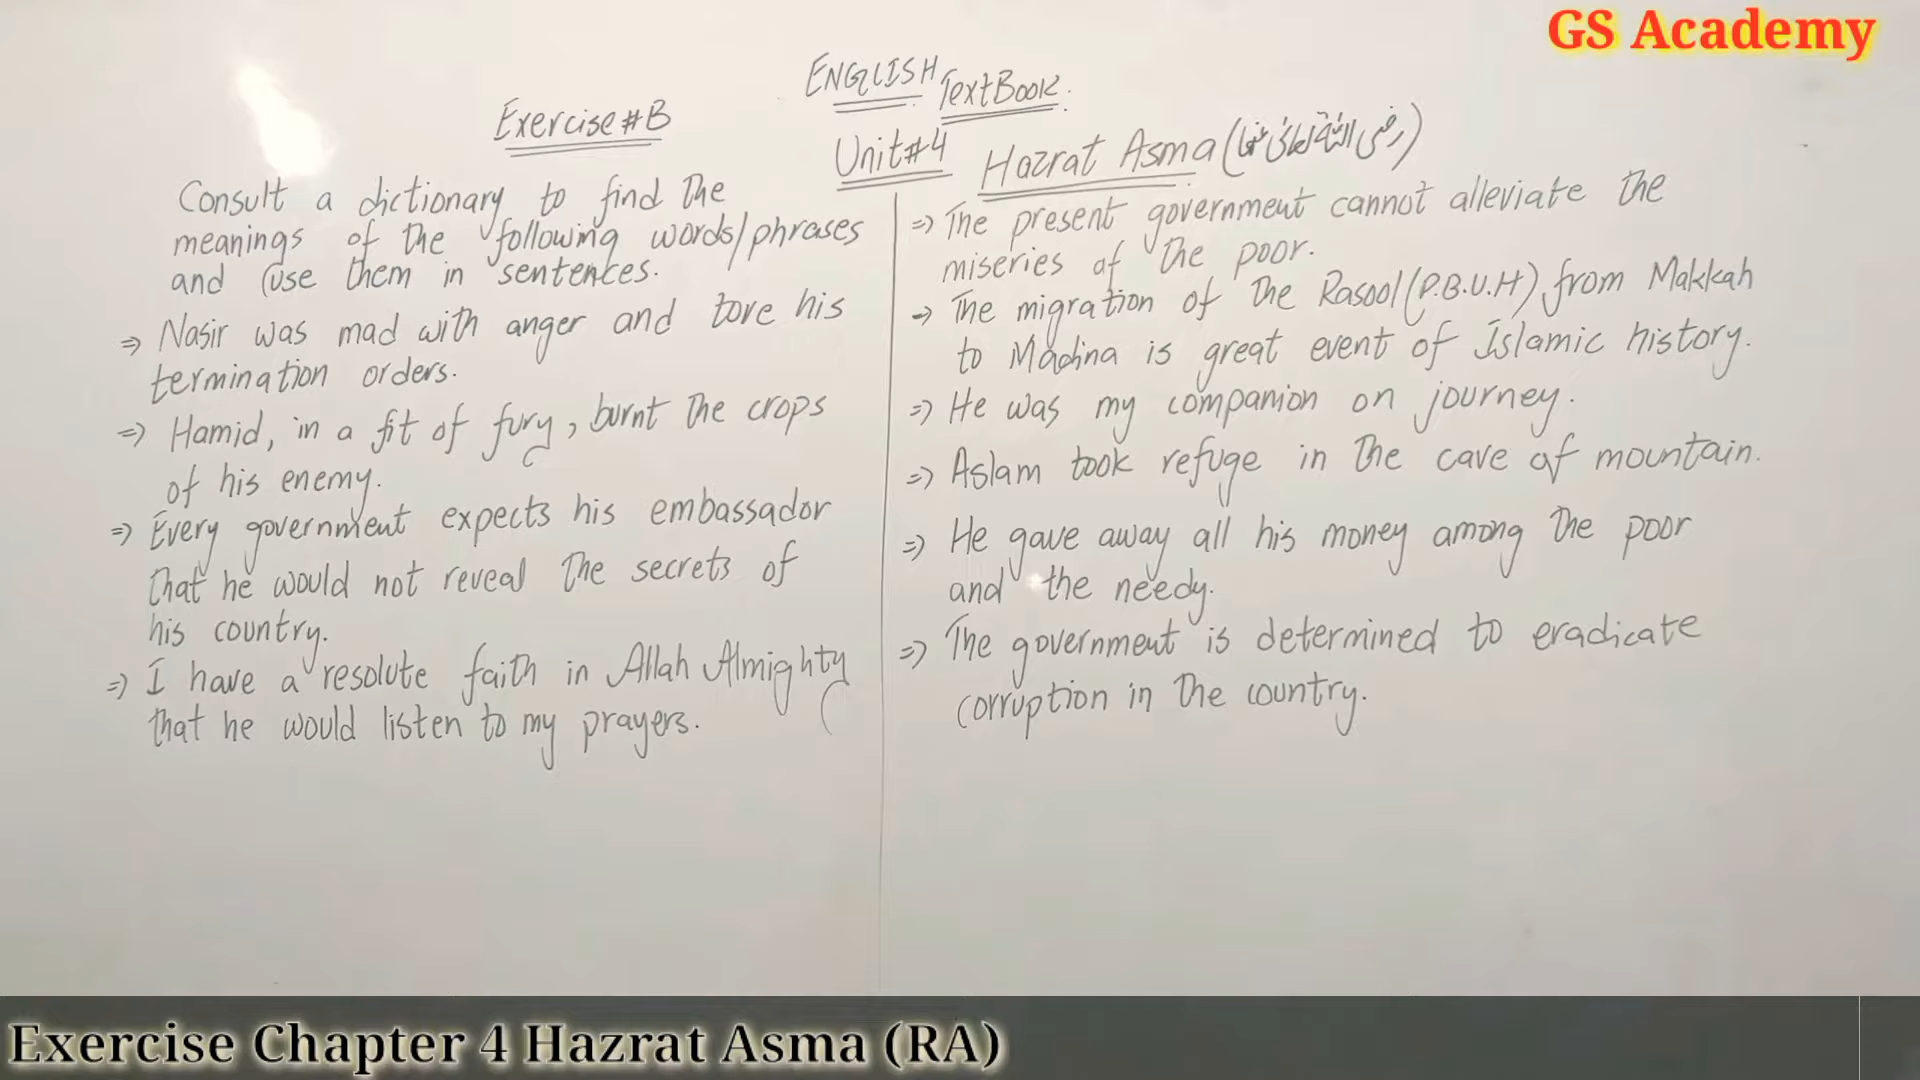 GS Academy
ENGLISH TextBook.
Exercise#B
Unit#4 Hazrat Asma (رضی اللہ تعالیٰ عنہا)
Consult a dictionary to find the
meanings of the following words/phrases
and use them in sentences.
⇒ Nasir was mad with anger and tore his
termination orders.
⇒ Hamid, in a fit of fury, burnt the crops
of his enemy.
⇒ Every government expects his embassador
that he would not reveal the secrets of
his country.
⇒ I have a resolute faith in Allah Almighty
that he would listen to my prayers.
⇒ The present government cannot alleviate the
miseries of the poor.
⇒ The migration of the Rasool (P.B.U.H) from Makkah
to Madina is great event of Islamic history.
⇒ He was my companion on journey.
⇒ Aslam took refuge in the cave of mountain.
⇒ He gave away all his money among the poor
and the needy.
⇒ The government is determined to eradicate
corruption in the country.
Exercise Chapter 4 Hazrat Asma (RA)